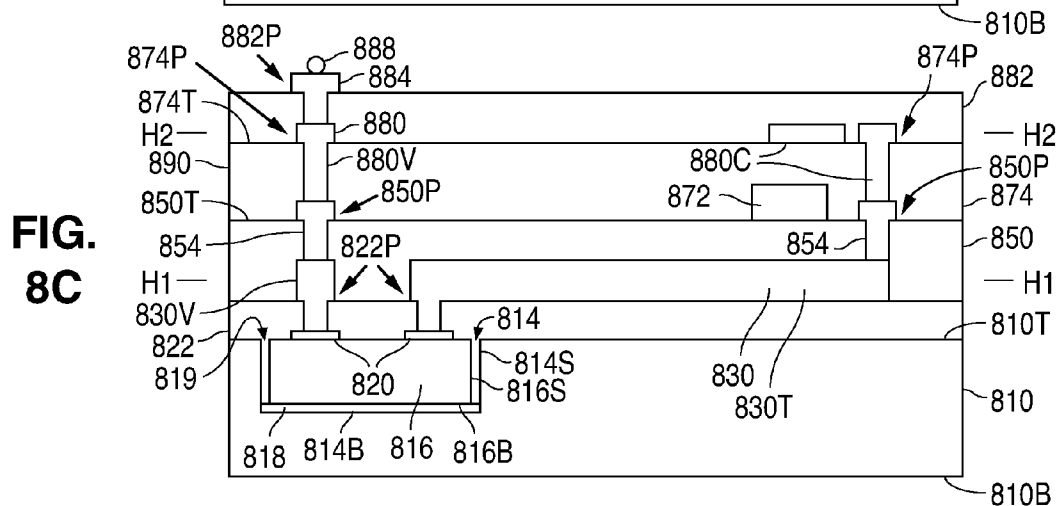 810B
882P
888
874P
884
874P
882
874T
880
H2
H2
890
880V
880C
850P
850T
850P
872
874
FIG.
8C
854
822P
854
850
H1
H1
830V
814
810T
822
819
820
814S
816S
830
830T
810
818
814B
816
816B
810B